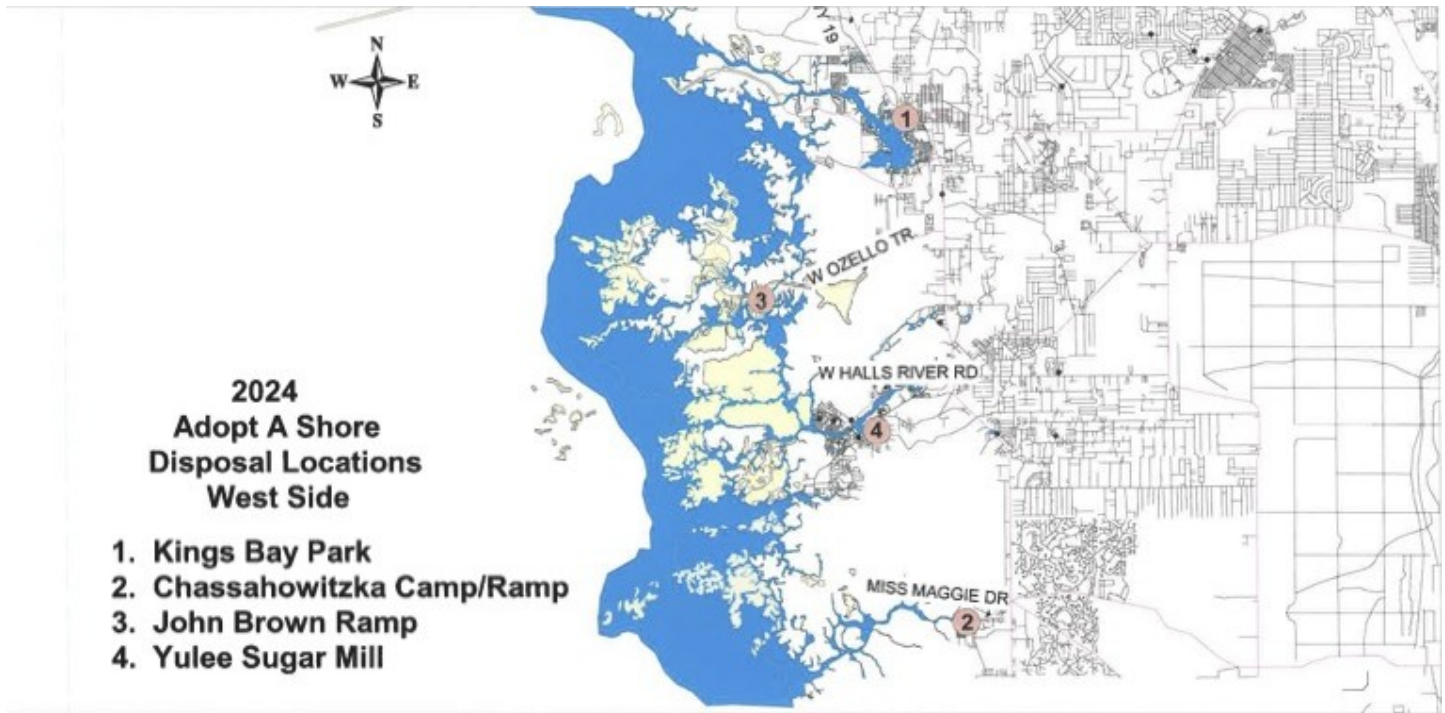 N
W E
S
Y 19
1
W OZELLO TR
3
W HALLS RIVER RD
4
2024
Adopt A Shore
Disposal Locations
West Side
1. Kings Bay Park
2. Chassahowitzka Camp/Ramp
3. John Brown Ramp
4. Yulee Sugar Mill
MISS MAGGIE DR
2